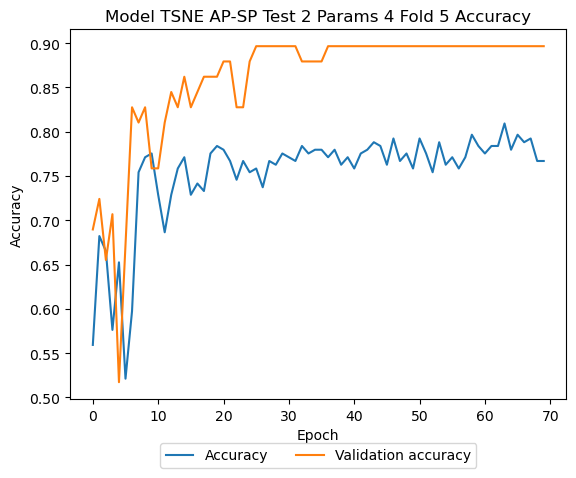 Model TSNE AP-SP Test 2 Params 4 Fold 5 Accuracy
0.90
0.85
0.80
0.75
0.70
0.65
0.60
0.55
0.50
Accuracy
0 10 20 30 40 50 60 70
Epoch
Accuracy Validation accuracy